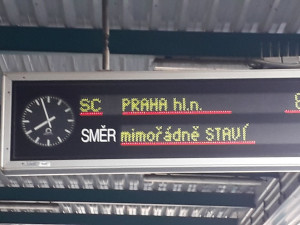 SC PRAHA hl.n.
SMĚR mimořádně STAVÍ